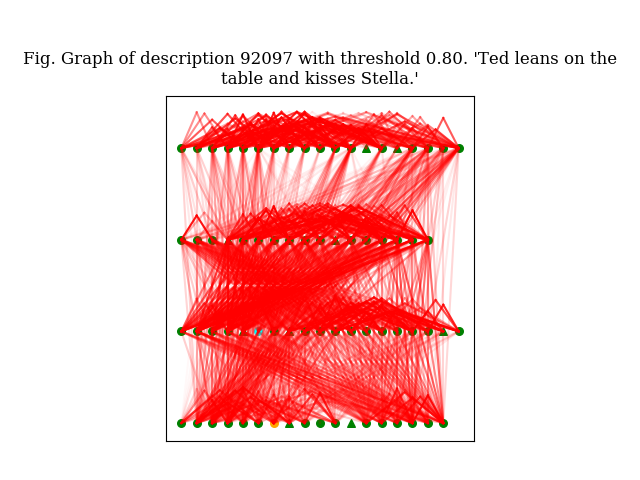 Fig. Graph of description 92097 with threshold 0.80. 'Ted leans on the
table and kisses Stella.'